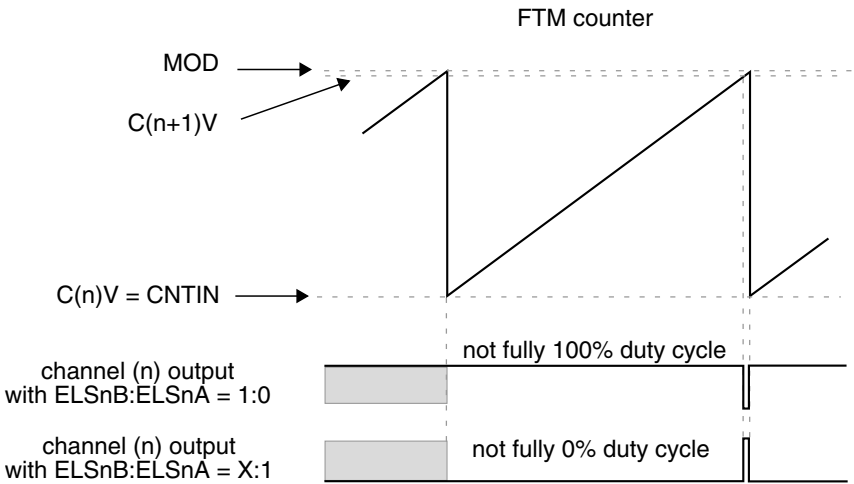 FTM counter
MOD
C(n+1)V
C(n)V = CNTIN
not fully 100% duty cycle
channel (n) output
with ELSnB:ELSnA = 1:0
not fully 0% duty cycle
channel (n) output
with ELSnB:ELSnA = X:1